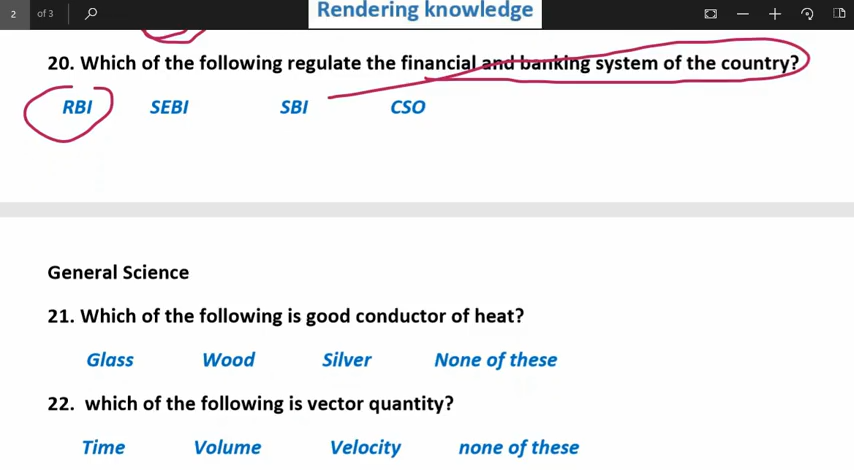 2 of 3
Rendering knowledge
20. Which of the following regulate the financial and banking system of the country?
RBI SEBI SBI CSO
General Science
21. Which of the following is good conductor of heat?
Glass Wood Silver None of these
22. which of the following is vector quantity?
Time Volume Velocity none of these